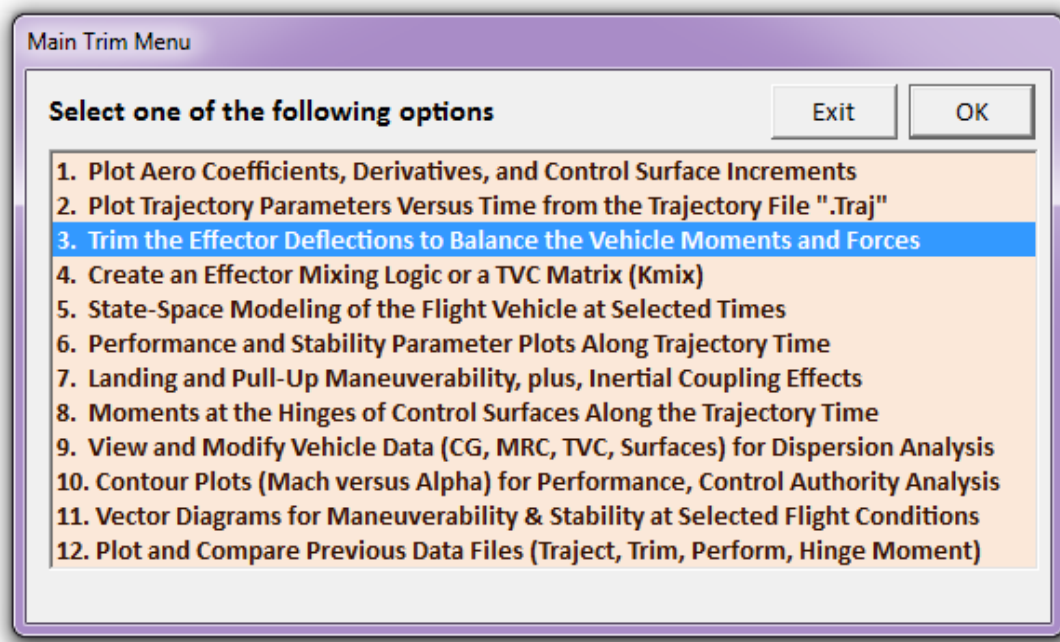 Main Trim Menu
Select one of the following options
Exit
OK
1. Plot Aero Coefficients, Derivatives, and Control Surface Increments
2. Plot Trajectory Parameters Versus Time from the Trajectory File ".Traj"
3. Trim the Effector Deflections to Balance the Vehicle Moments and Forces
4. Create an Effector Mixing Logic or a TVC Matrix (Kmix)
5. State-Space Modeling of the Flight Vehicle at Selected Times
6. Performance and Stability Parameter Plots Along Trajectory Time
7. Landing and Pull-Up Maneuverability, plus, Inertial Coupling Effects
8. Moments at the Hinges of Control Surfaces Along the Trajectory Time
9. View and Modify Vehicle Data (CG, MRC, TVC, Surfaces) for Dispersion Analysis
10. Contour Plots (Mach versus Alpha) for Performance, Control Authority Analysis
11. Vector Diagrams for Maneuverability & Stability at Selected Flight Conditions
12. Plot and Compare Previous Data Files (Traject, Trim, Perform, Hinge Moment)